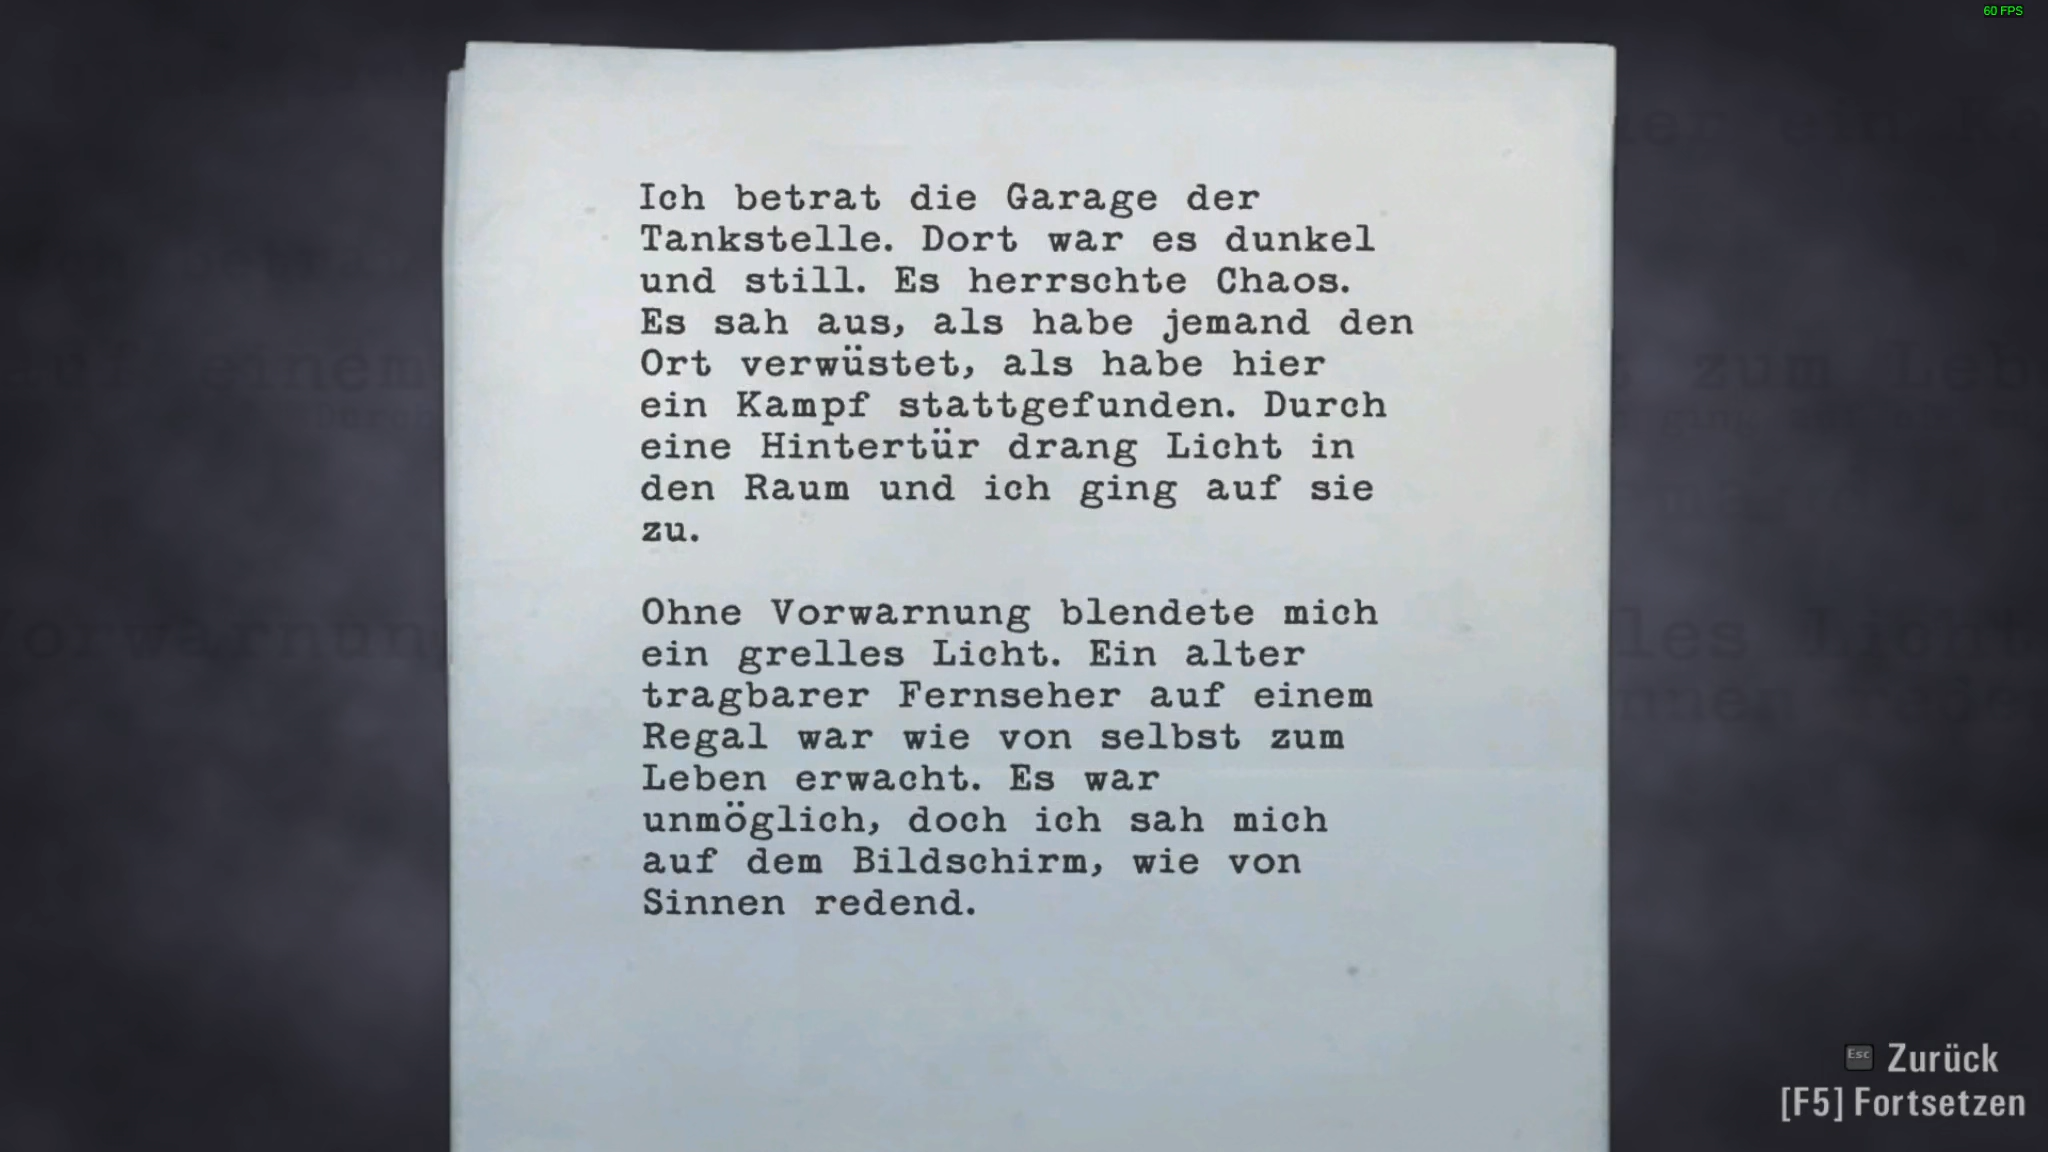 60 FPS
Ich betrat die Garage der
Tankstelle. Dort war es dunkel
und still. Es herrschte Chaos.
Es sah aus, als habe jemand den
Ort verwüstet, als habe hier
ein Kampf stattgefunden. Durch
eine Hintertür drang Licht in
den Raum und ich ging auf sie
zu.
Ohne Vorwarnung blendete mich
ein grelles Licht. Ein alter
tragbarer Fernseher auf einem
Regal war wie von selbst zum
Leben erwacht. Es war
unmöglich, doch ich sah mich
auf dem Bildschirm, wie von
Sinnen redend.
Esc Zurück
[F5] Fortsetzen